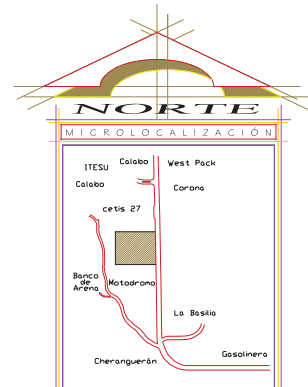 NORTE
MICROLOCALIZACIÓN
Calabo
West Pack
ITESU
Calabo
Corona
cetis 27
Banco
de
Arena
Motodromo
La Basilia
Gasolinera
Cheranguerán